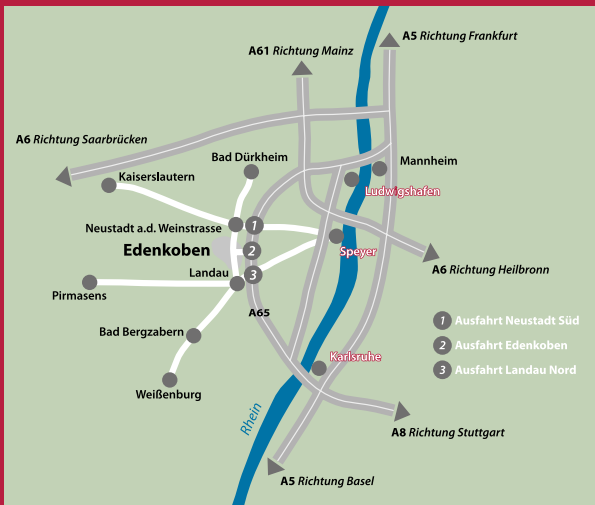 A5 Richtung Frankfurt
A61 Richtung Mainz
A6 Richtung Saarbrücken
Bad Dürkheim
Mannheim
Kaiserslautern
Ludwigshafen
Neustadt a.d. Weinstrasse
1
Edenkoben
2
Speyer
Landau
3
A6 Richtung Heilbronn
Pirmasens
A65
1 Ausfahrt Neustadt Süd
Bad Bergzabern
2 Ausfahrt Edenkoben
Karlsruhe
3 Ausfahrt Landau Nord
Weißenburg
Rhein
A8 Richtung Stuttgart
A5 Richtung Basel